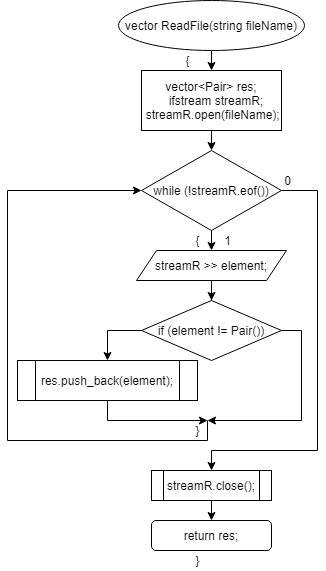 vector ReadFile(string fileName)
{
vector<Pair> res;
ifstream streamR;
streamR.open(fileName);
while (!streamR.eof())
0
{ 1
streamR >> element;
if (element != Pair())
res.push_back(element);
}
streamR.close();
return res;
}